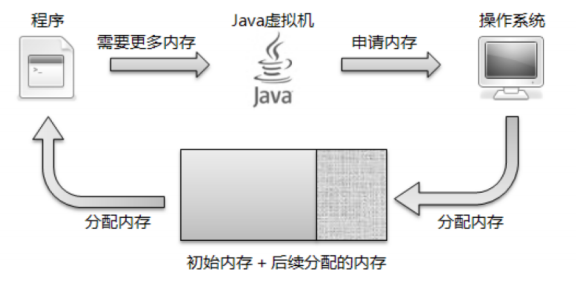 程序
Java虚拟机
操作系统
需要更多内存
申请内存
>_
Java
分配内存
分配内存
初始内存 + 后续分配的内存